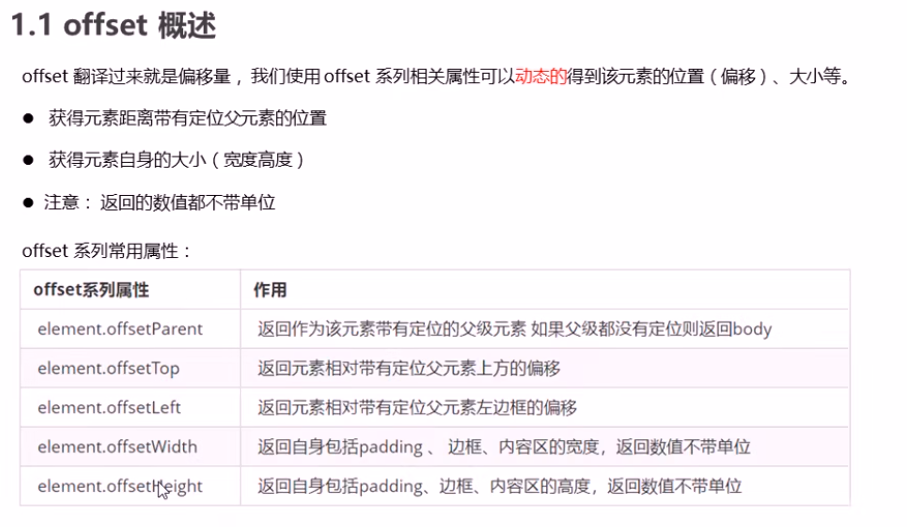 1.1 offset 概述
offset 翻译过来就是偏移量， 我们使用 offset 系列相关属性可以动态的得到该元素的位置（偏移）、大小等。
● 获得元素距离带有定位父元素的位置
● 获得元素自身的大小（宽度高度）
● 注意： 返回的数值都不带单位
offset 系列常用属性：
offset系列属性 作用
element.offsetParent 返回作为该元素带有定位的父级元素 如果父级都没有定位则返回body
element.offsetTop 返回元素相对带有定位父元素上方的偏移
element.offsetLeft 返回元素相对带有定位父元素左边框的偏移
element.offsetWidth 返回自身包括padding 、 边框、内容区的宽度，返回数值不带单位
element.offsetHeight 返回自身包括padding、边框、内容区的高度，返回数值不带单位